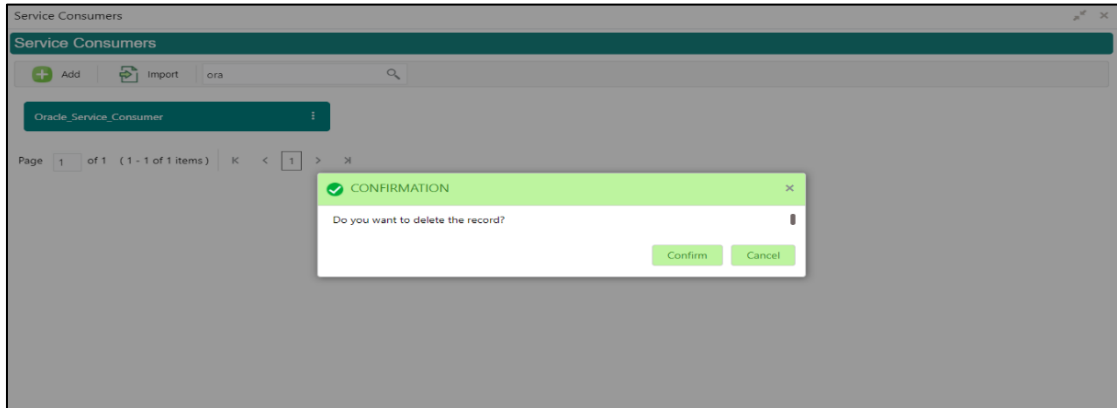 Service Consumers
Service Consumers
Add Import ora
Oracle_Service_Consumer
Page 1 of 1 (1 - 1 of 1 items) K < 1 > >|
CONFIRMATION
Do you want to delete the record?
Confirm Cancel